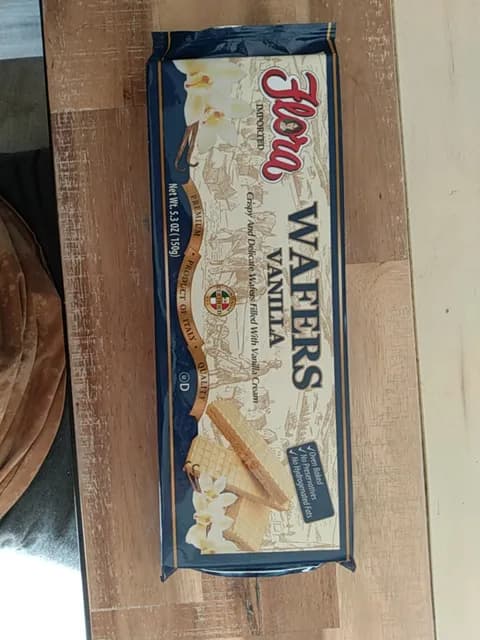 Flora
IMPORTED
WAFERS
VANILLA
Crispy And Delicate Wafers Filled With Vanilla Cream
PREMIUM • PRODUCT OF ITALY • QUALITY
Net Wt. 5.3 OZ (150g)
U D
✓ Oven Baked
✓ No Preservatives
✓ No Hydrogenated Fats